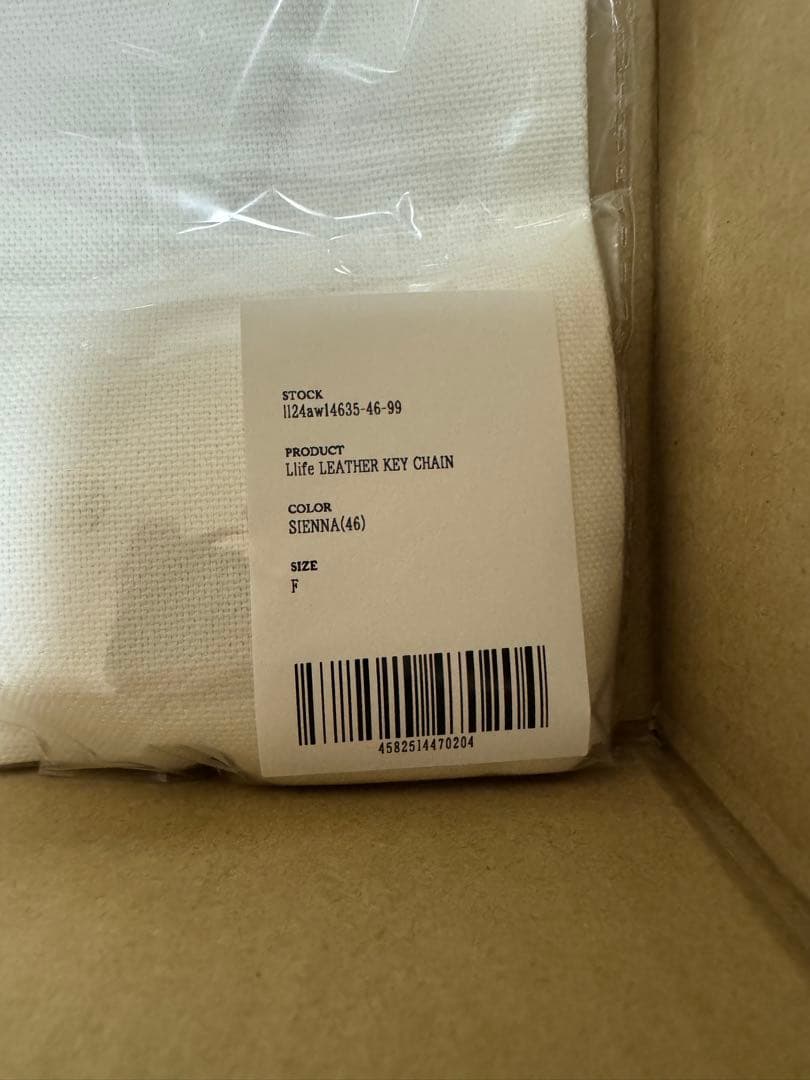 STOCK
ll24aw14635-46-99
PRODUCT
Llife LEATHER KEY CHAIN
COLOR
SIENNA(46)
SIZE
F
4582514470204